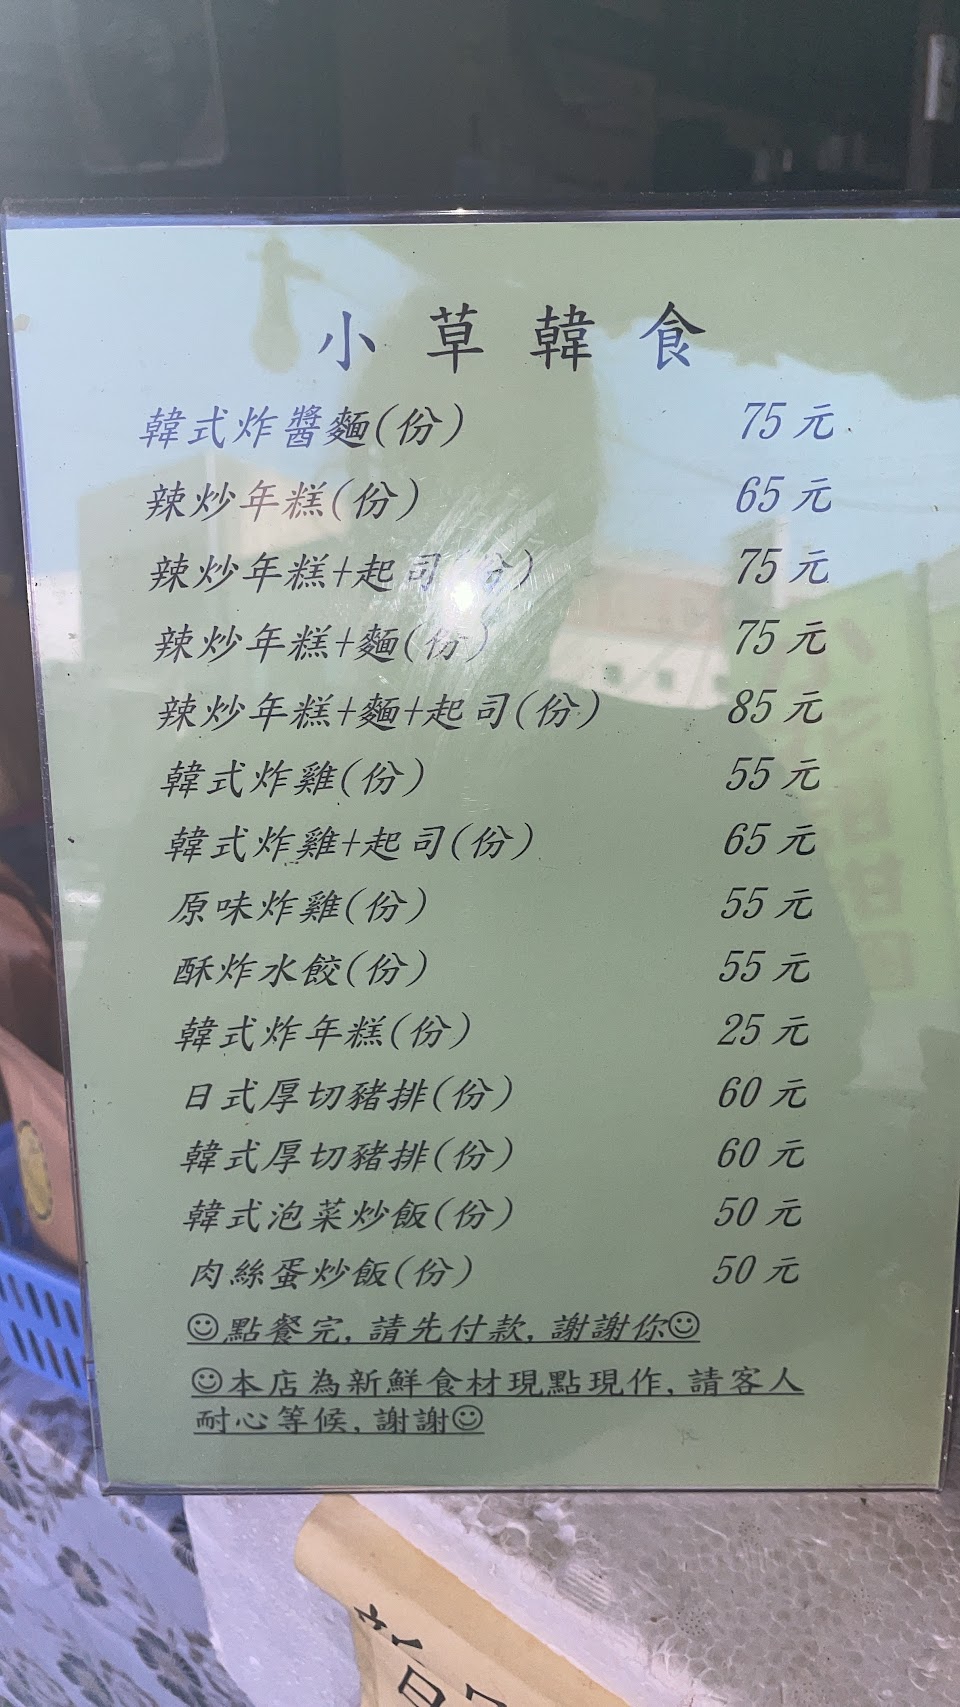 小草韓食
韓式炸醬麵(份) 75元
辣炒年糕(份) 65元
辣炒年糕+起司(份) 75元
辣炒年糕+麵(份) 75元
辣炒年糕+麵+起司(份) 85元
韓式炸雞(份) 55元
韓式炸雞+起司(份) 65元
原味炸雞(份) 55元
酥炸水餃(份) 55元
韓式炸年糕(份) 25元
日式厚切豬排(份) 60元
韓式厚切豬排(份) 60元
韓式泡菜炒飯(份) 50元
肉絲蛋炒飯(份) 50元
☺點餐完,請先付款,謝謝你☺
☺本店為新鮮食材現點現作,請客人
耐心等候,謝謝☺